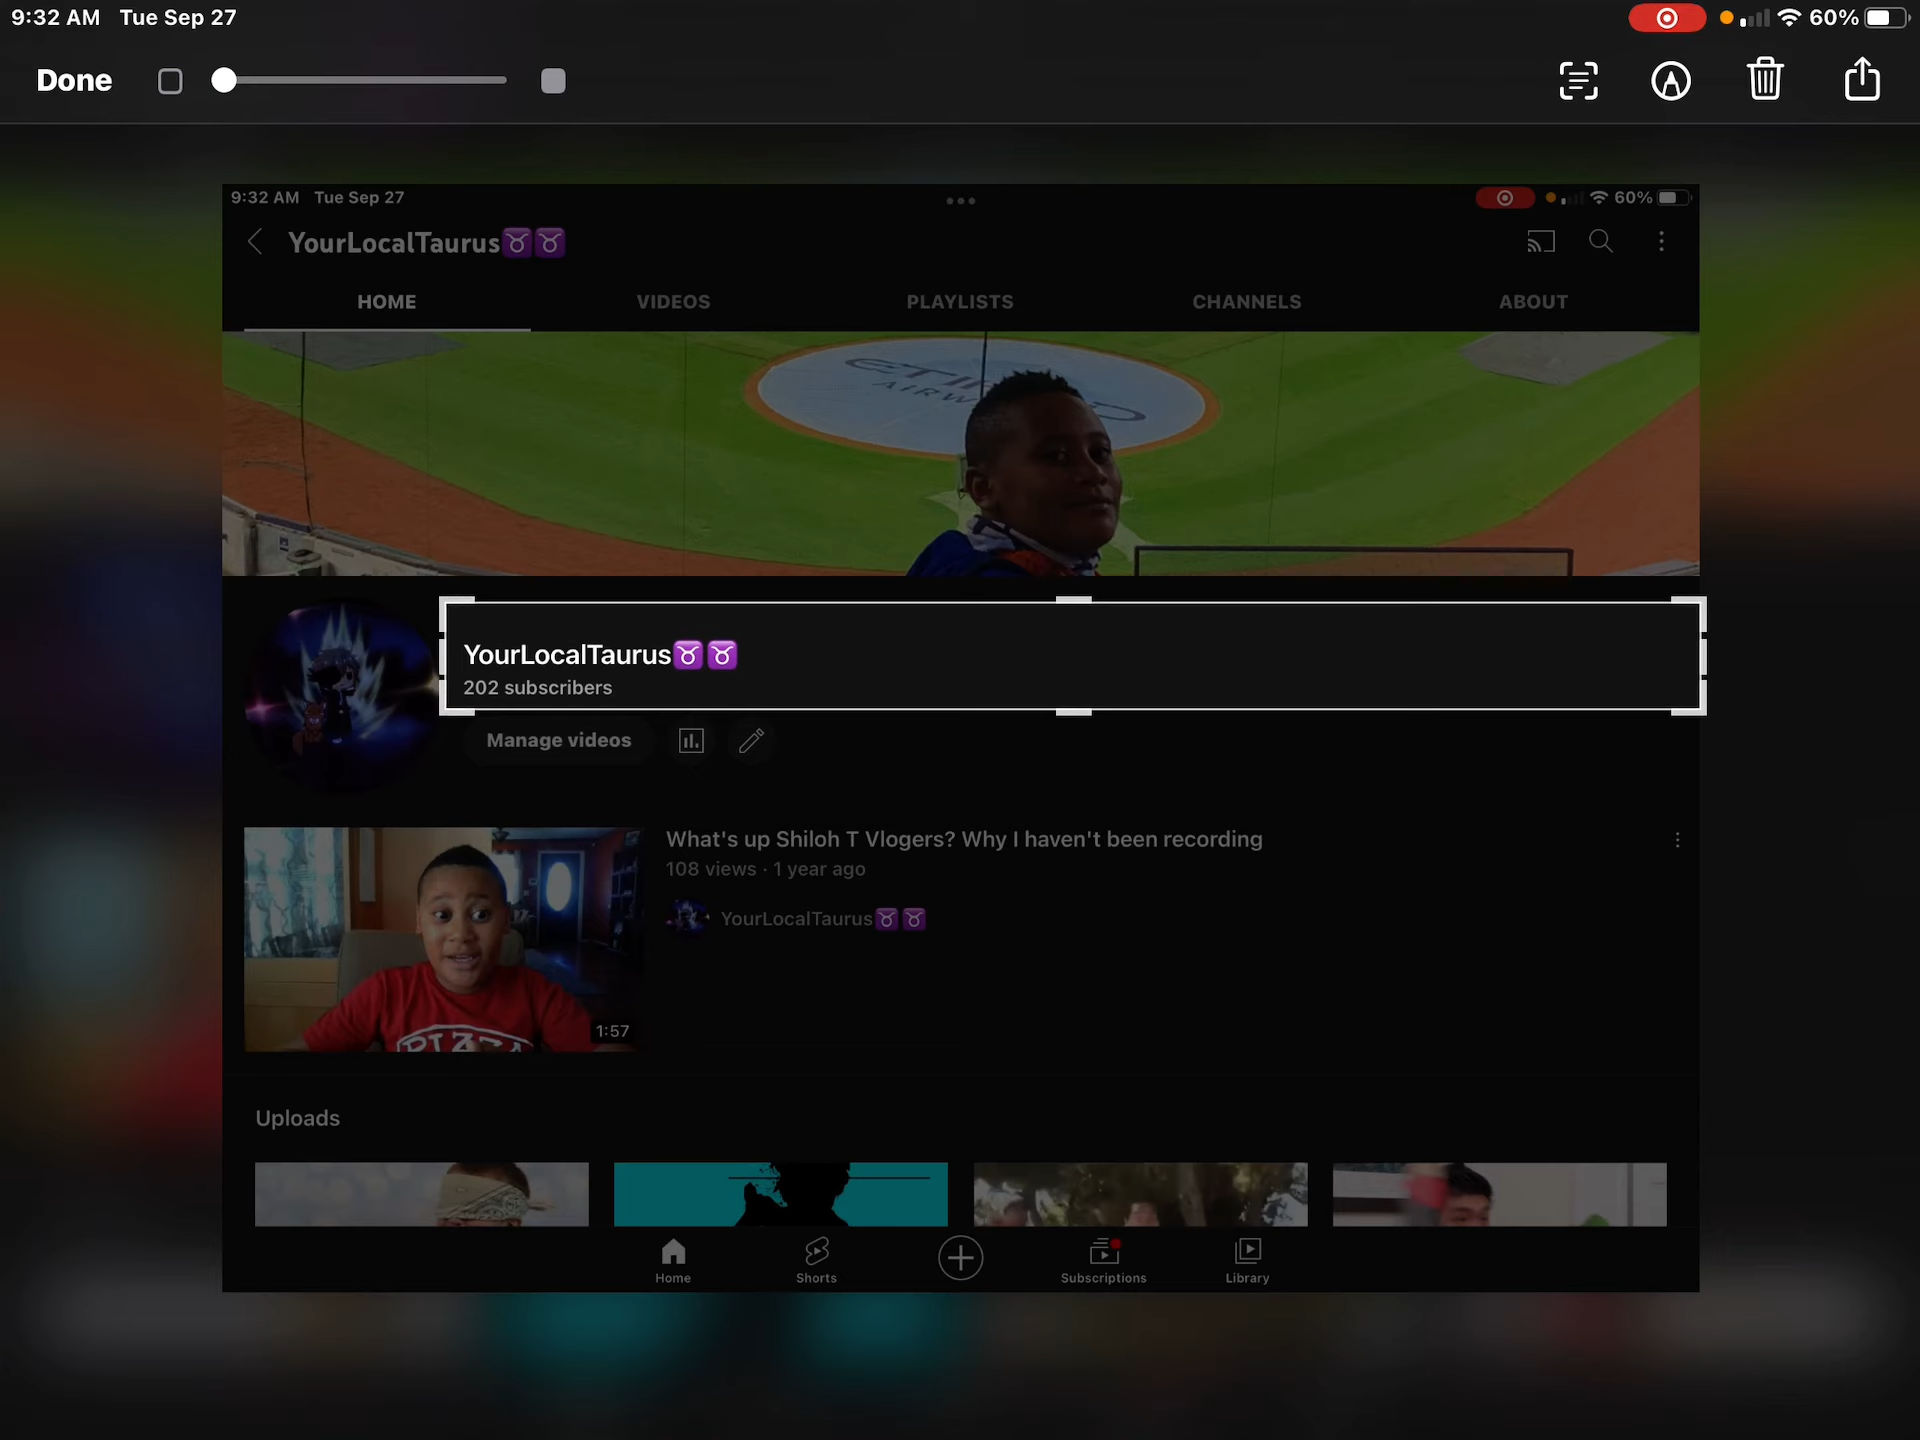 9:32 AM Tue Sep 27
60%
Done
9:32 AM Tue Sep 27
60%
YourLocalTaurus♉♉
HOME VIDEOS PLAYLISTS CHANNELS ABOUT
YourLocalTaurus♉♉
202 subscribers
Manage videos
What's up Shiloh T Vlogers? Why I haven't been recording
108 views · 1 year ago
YourLocalTaurus♉♉
1:57
Uploads
Home Shorts Subscriptions Library